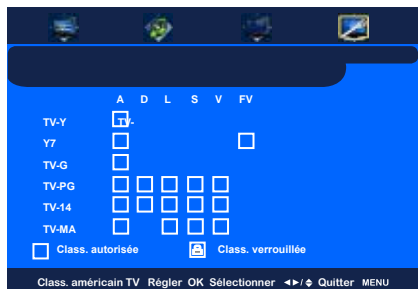 A D L S V FV
TV-Y TV-
Y7
TV-G
TV-PG
TV-14
TV-MA
Class. autorisée Class. verrouillée
Class. américain TV Régler OK Sélectionner ◄►/♦ Quitter MENU